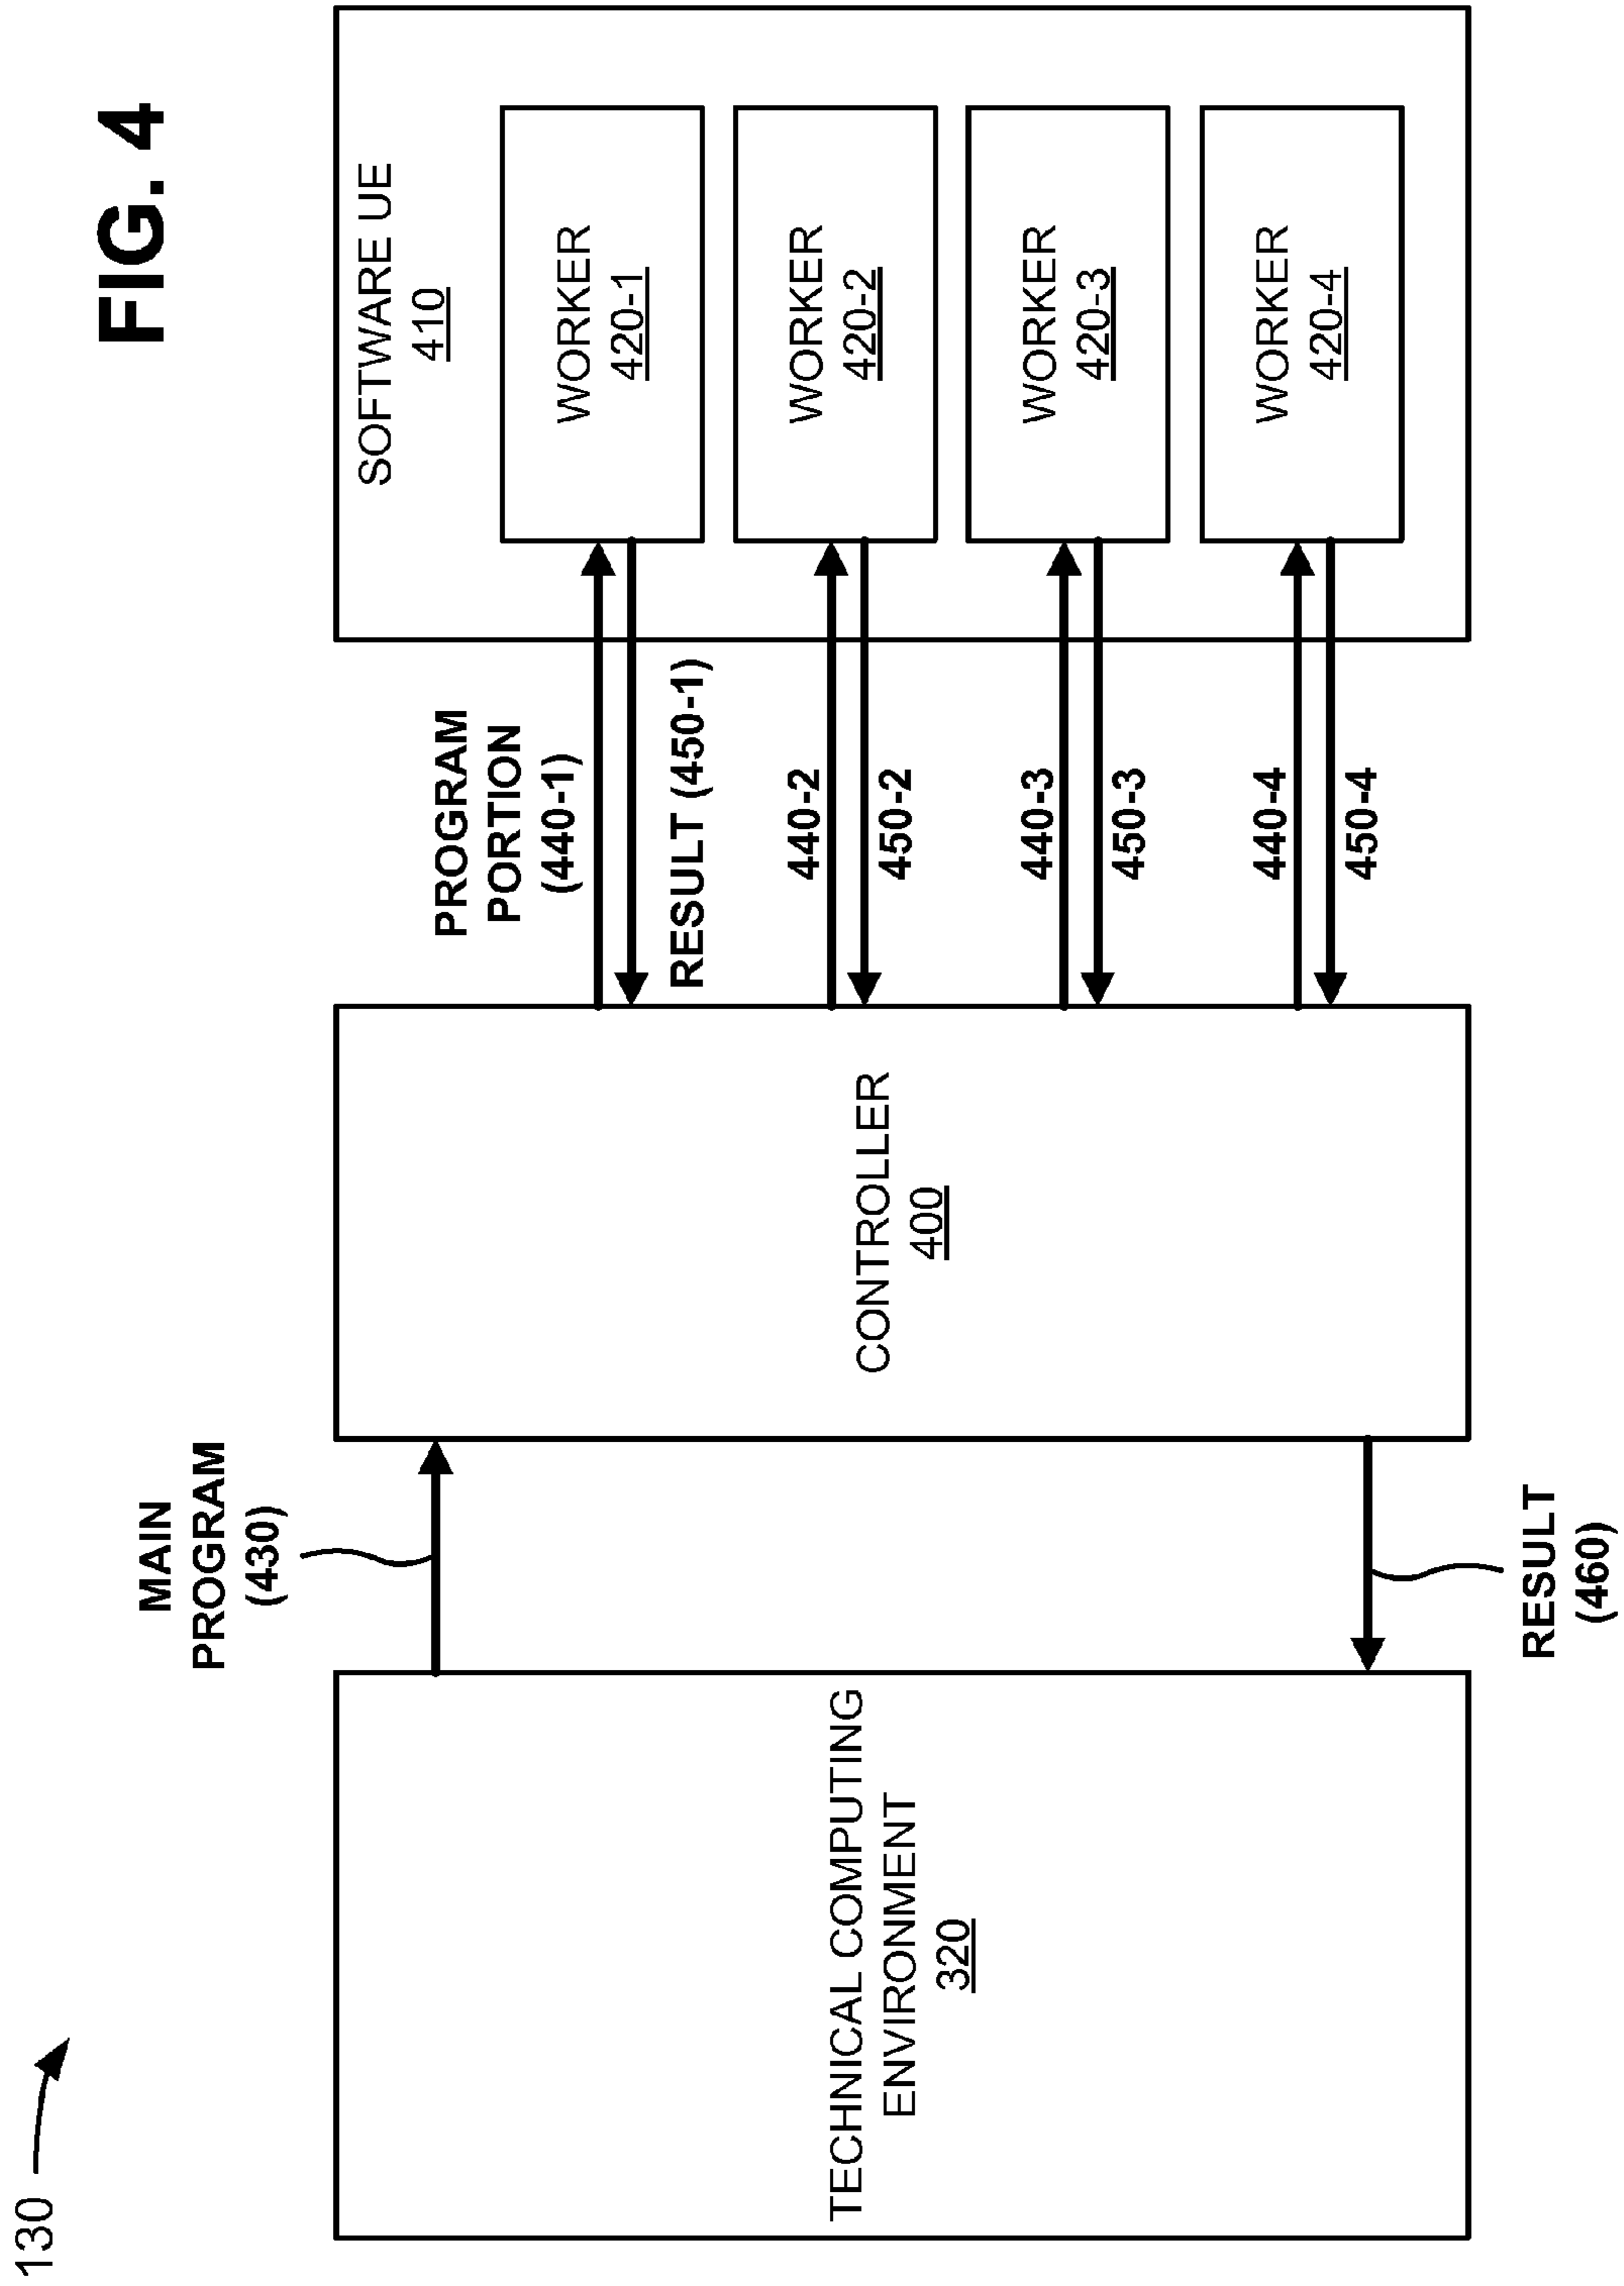 FIG. 4
130
TECHNICAL COMPUTING
ENVIRONMENT
320
MAIN
PROGRAM
(430)
RESULT
(460)
CONTROLLER
400
PROGRAM
PORTION
(440-1)
RESULT (450-1)
440-2
450-2
440-3
450-3
440-4
450-4
SOFTWARE UE
410
WORKER
420-1
WORKER
420-2
WORKER
420-3
WORKER
420-4